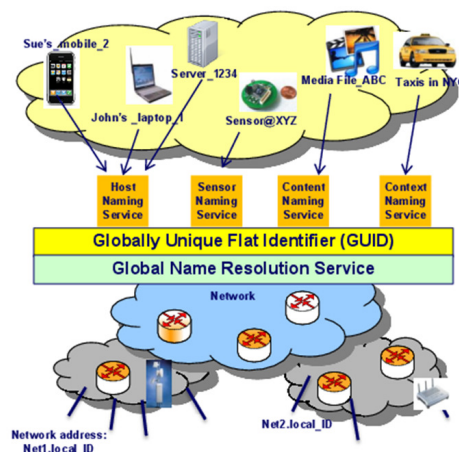 Sue's_mobile_2
Server_1234
Media File_ABC
Taxis in NYC
John's _laptop_1
Sensor@XYZ
Host
Naming
Service
Sensor
Naming
Service
Content
Naming
Service
Context
Naming
Service
Globally Unique Flat Identifier (GUID)
Global Name Resolution Service
Network
Network address:
Net1.local_ID
Net2.local_ID